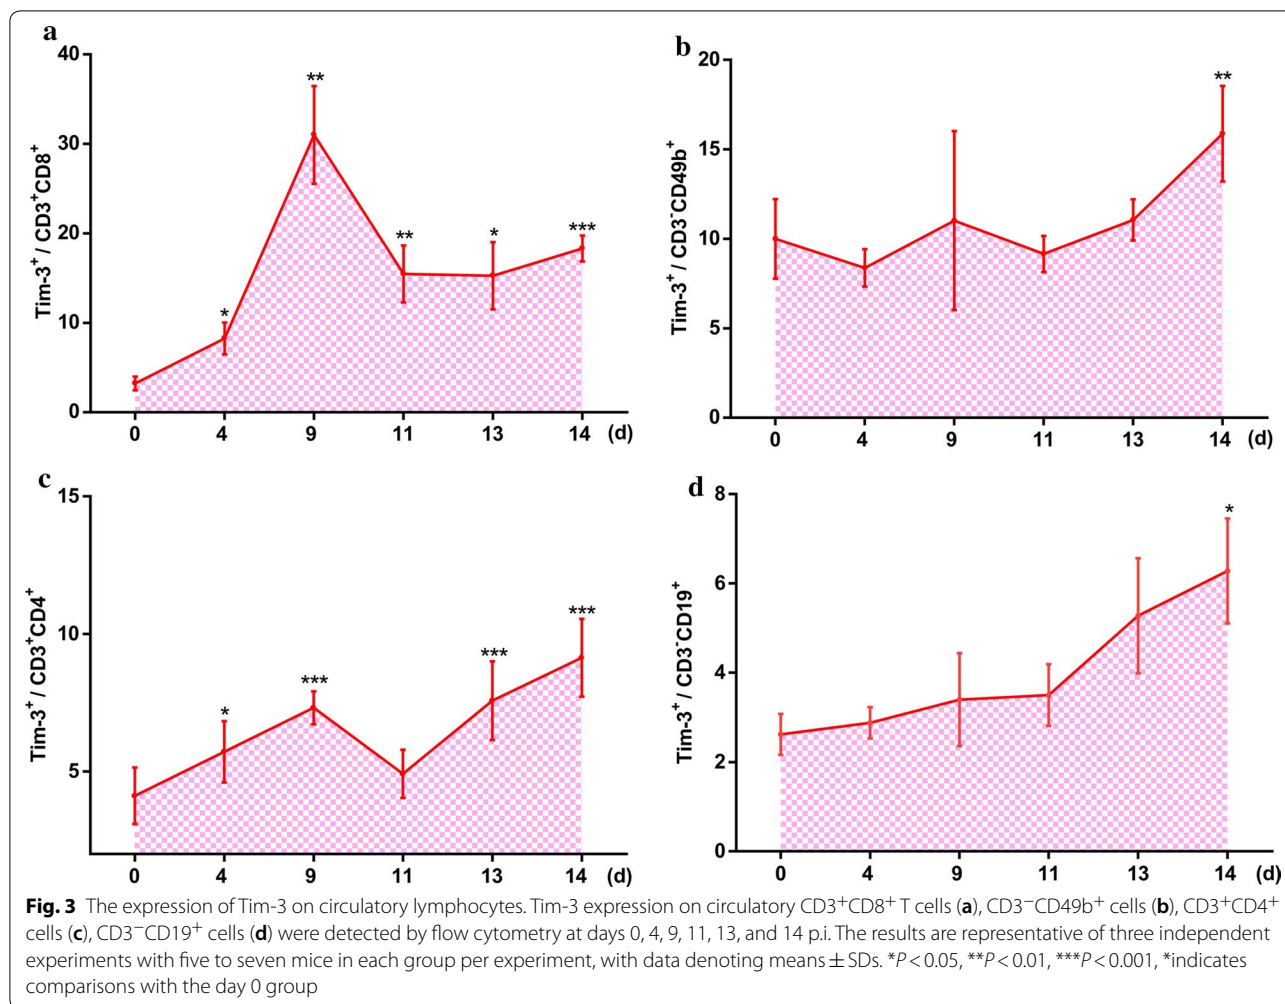 a
40
30
20
10
0
Tim-3⁺ / CD3⁺CD8⁺
*
**
**
*
***
0 4 9 11 13 14 (d)
b
20
15
10
5
0
Tim-3⁺ / CD3⁻CD49b⁺
**
0 4 9 11 13 14 (d)
c
15
10
5
Tim-3⁺ / CD3⁺CD4⁺
*
***
***
***
0 4 9 11 13 14 (d)
d
8
6
4
2
0
Tim-3⁺ / CD3⁻CD19⁺
*
0 4 9 11 13 14 (d)
Fig. 3 The expression of Tim-3 on circulatory lymphocytes. Tim-3 expression on circulatory CD3⁺CD8⁺ T cells (a), CD3⁻CD49b⁺ cells (b), CD3⁺CD4⁺
cells (c), CD3⁻CD19⁺ cells (d) were detected by flow cytometry at days 0, 4, 9, 11, 13, and 14 p.i. The results are representative of three independent
experiments with five to seven mice in each group per experiment, with data denoting means ± SDs. *P < 0.05, **P < 0.01, ***P < 0.001, *indicates
comparisons with the day 0 group